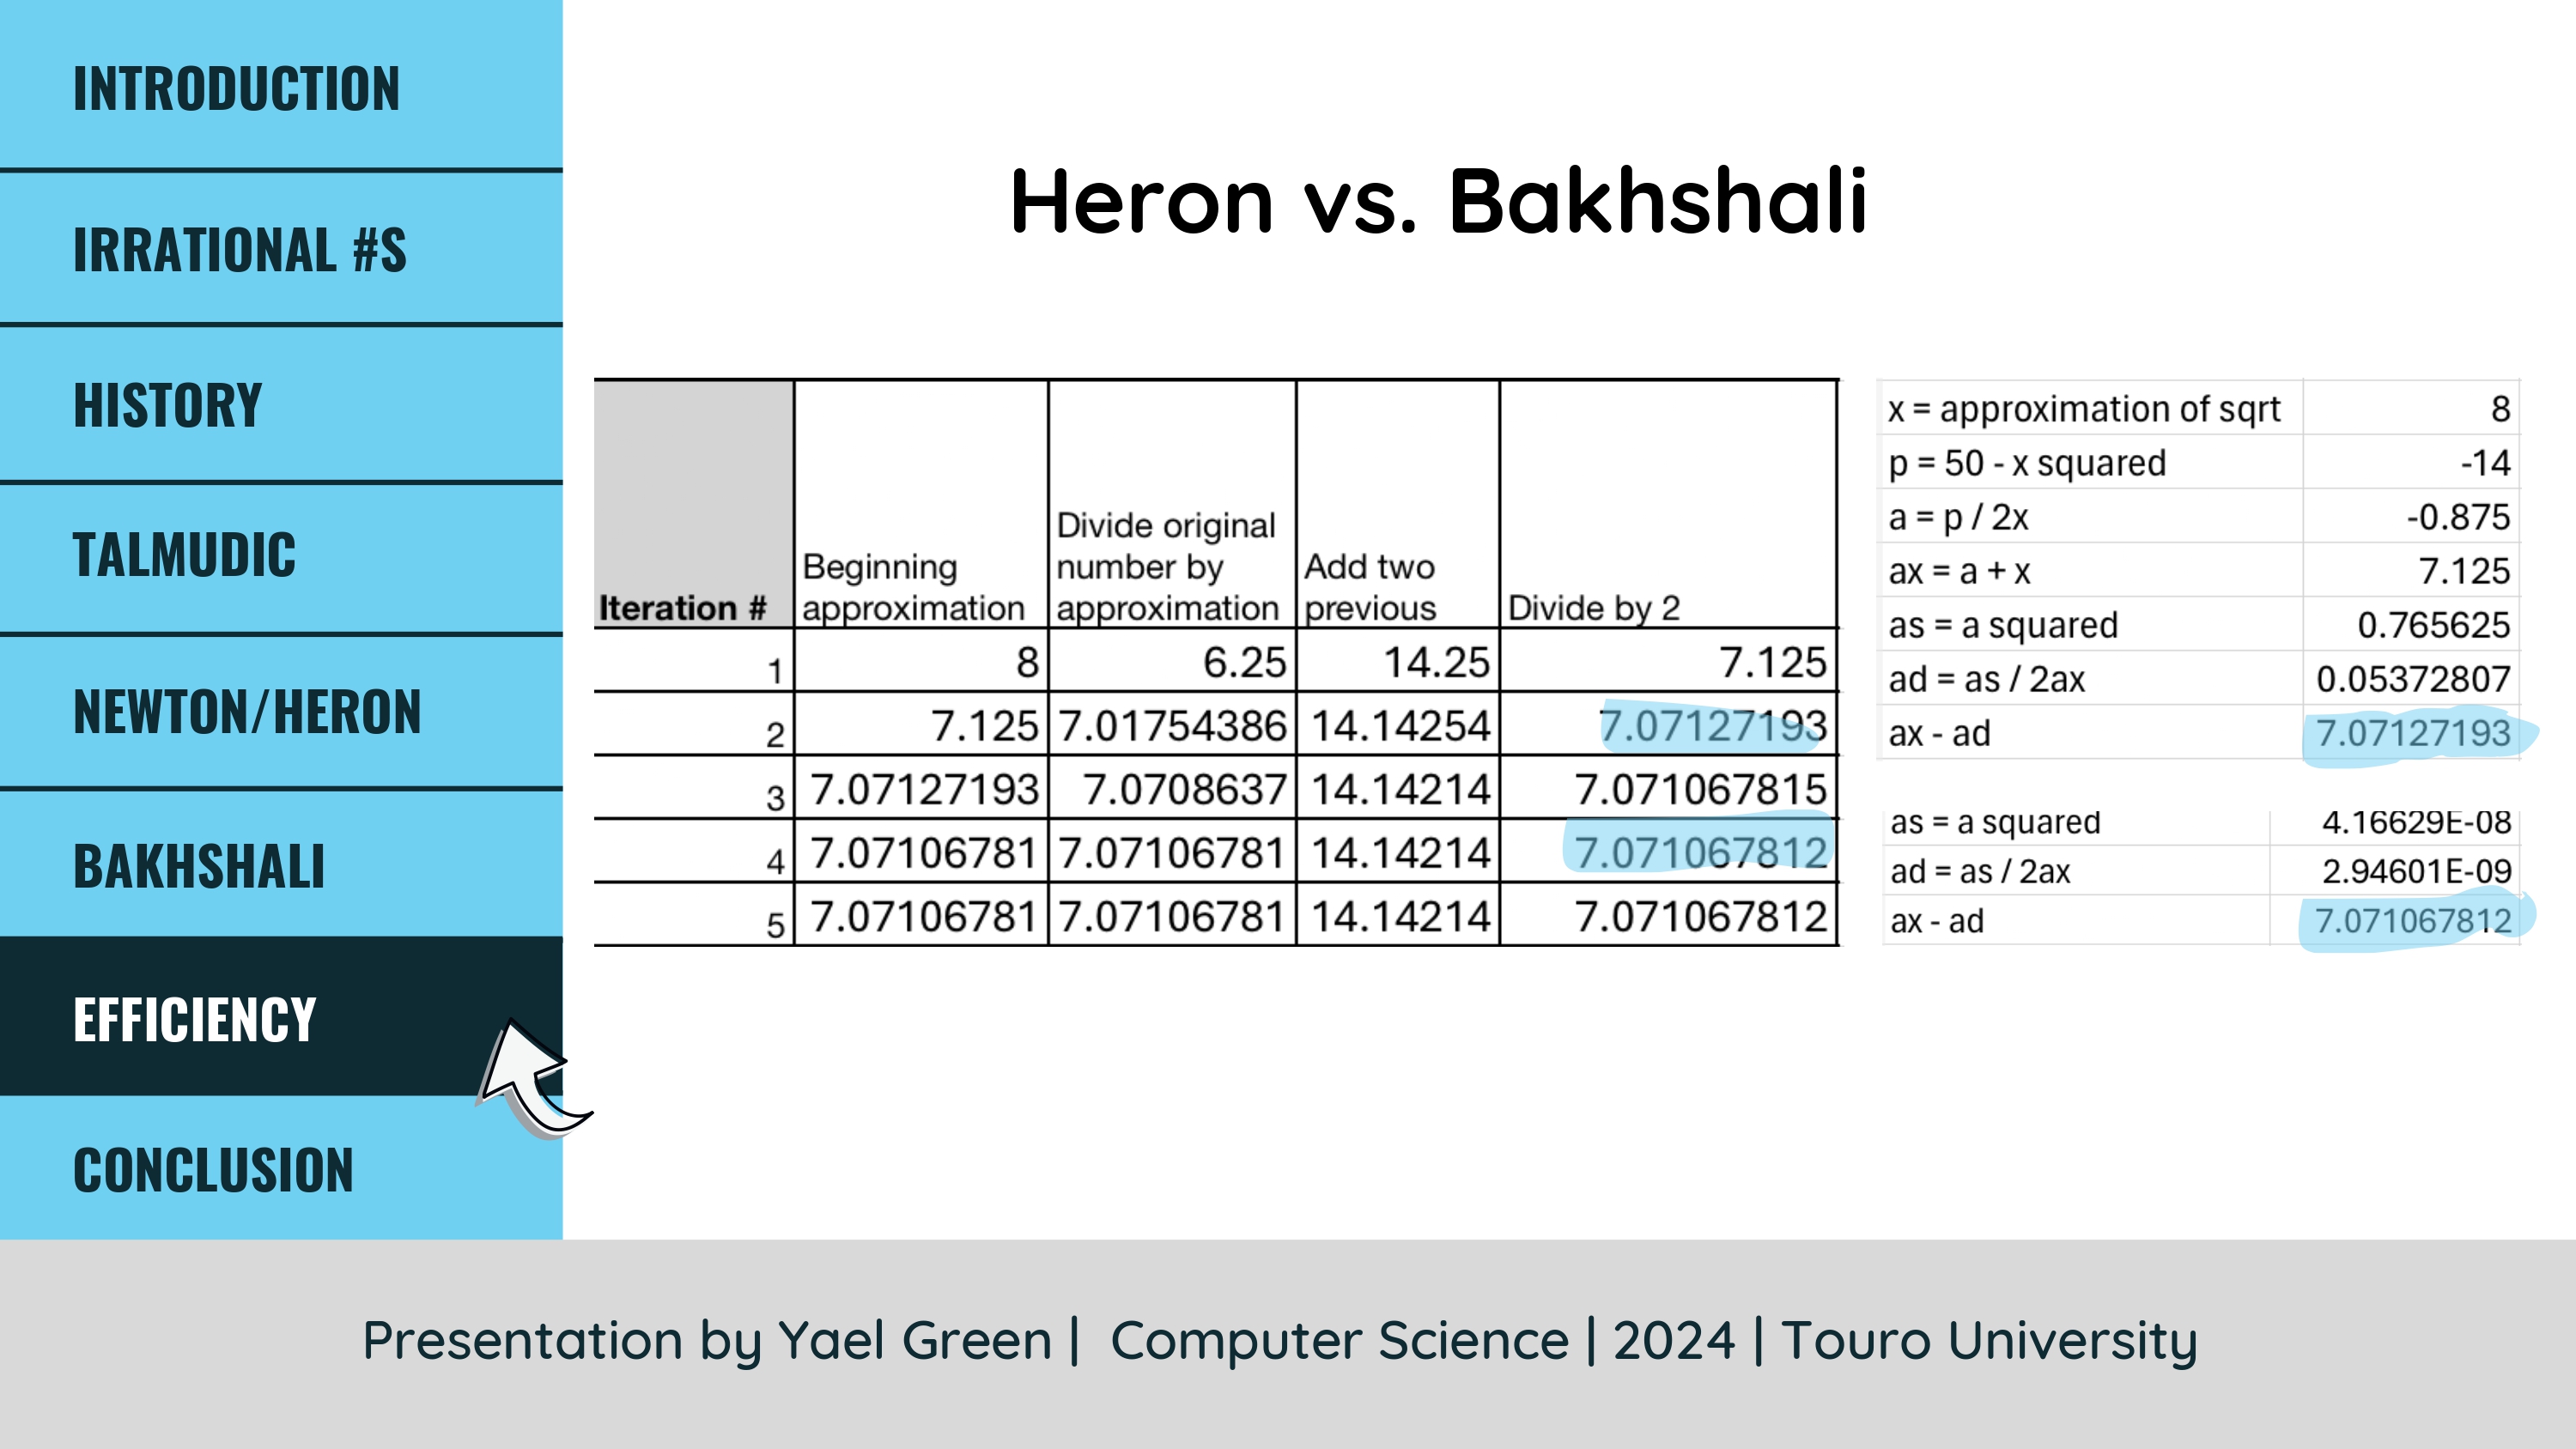 INTRODUCTION
IRRATIONAL #S
HISTORY
TALMUDIC
NEWTON/HERON
BAKHSHALI
EFFICIENCY
CONCLUSION
Heron vs. Bakhshali
Iteration # Beginning approximation Divide original number by approximation Add two previous Divide by 2
1 8 6.25 14.25 7.125
2 7.125 7.01754386 14.14254 7.07127193
3 7.07127193 7.0708637 14.14214 7.071067815
4 7.07106781 7.07106781 14.14214 7.071067812
5 7.07106781 7.07106781 14.14214 7.071067812
x = approximation of sqrt 8
p = 50 - x squared -14
a = p / 2x -0.875
ax = a + x 7.125
as = a squared 0.765625
ad = as / 2ax 0.05372807
ax - ad 7.07127193
as = a squared 4.16629E-08
ad = as / 2ax 2.94601E-09
ax - ad 7.071067812
Presentation by Yael Green | Computer Science | 2024 | Touro University